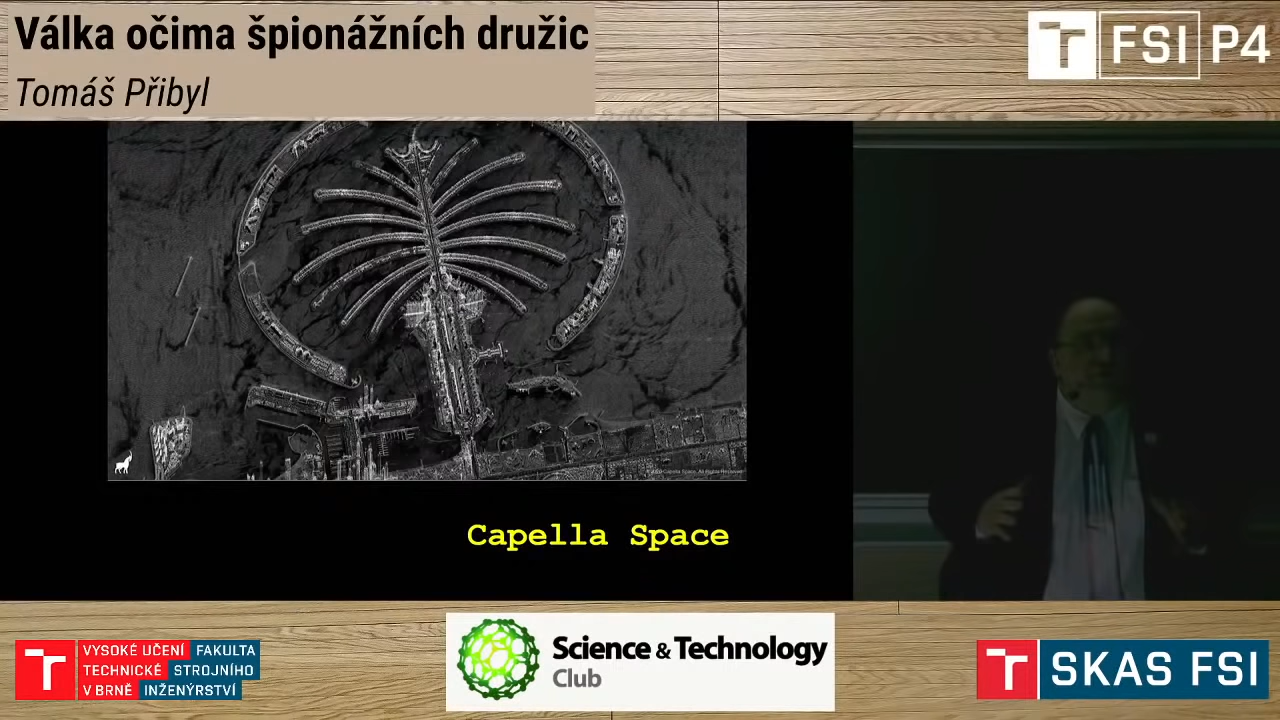 Válka očima špionážních družic
Tomáš Přibyl
FSI P4
Capella Space
VYSOKÉ UČENÍ FAKULTA
TECHNICKÉ STROJNÍHO
V BRNĚ INŽENÝRSTVÍ
Science & Technology
Club
SKAS FSI